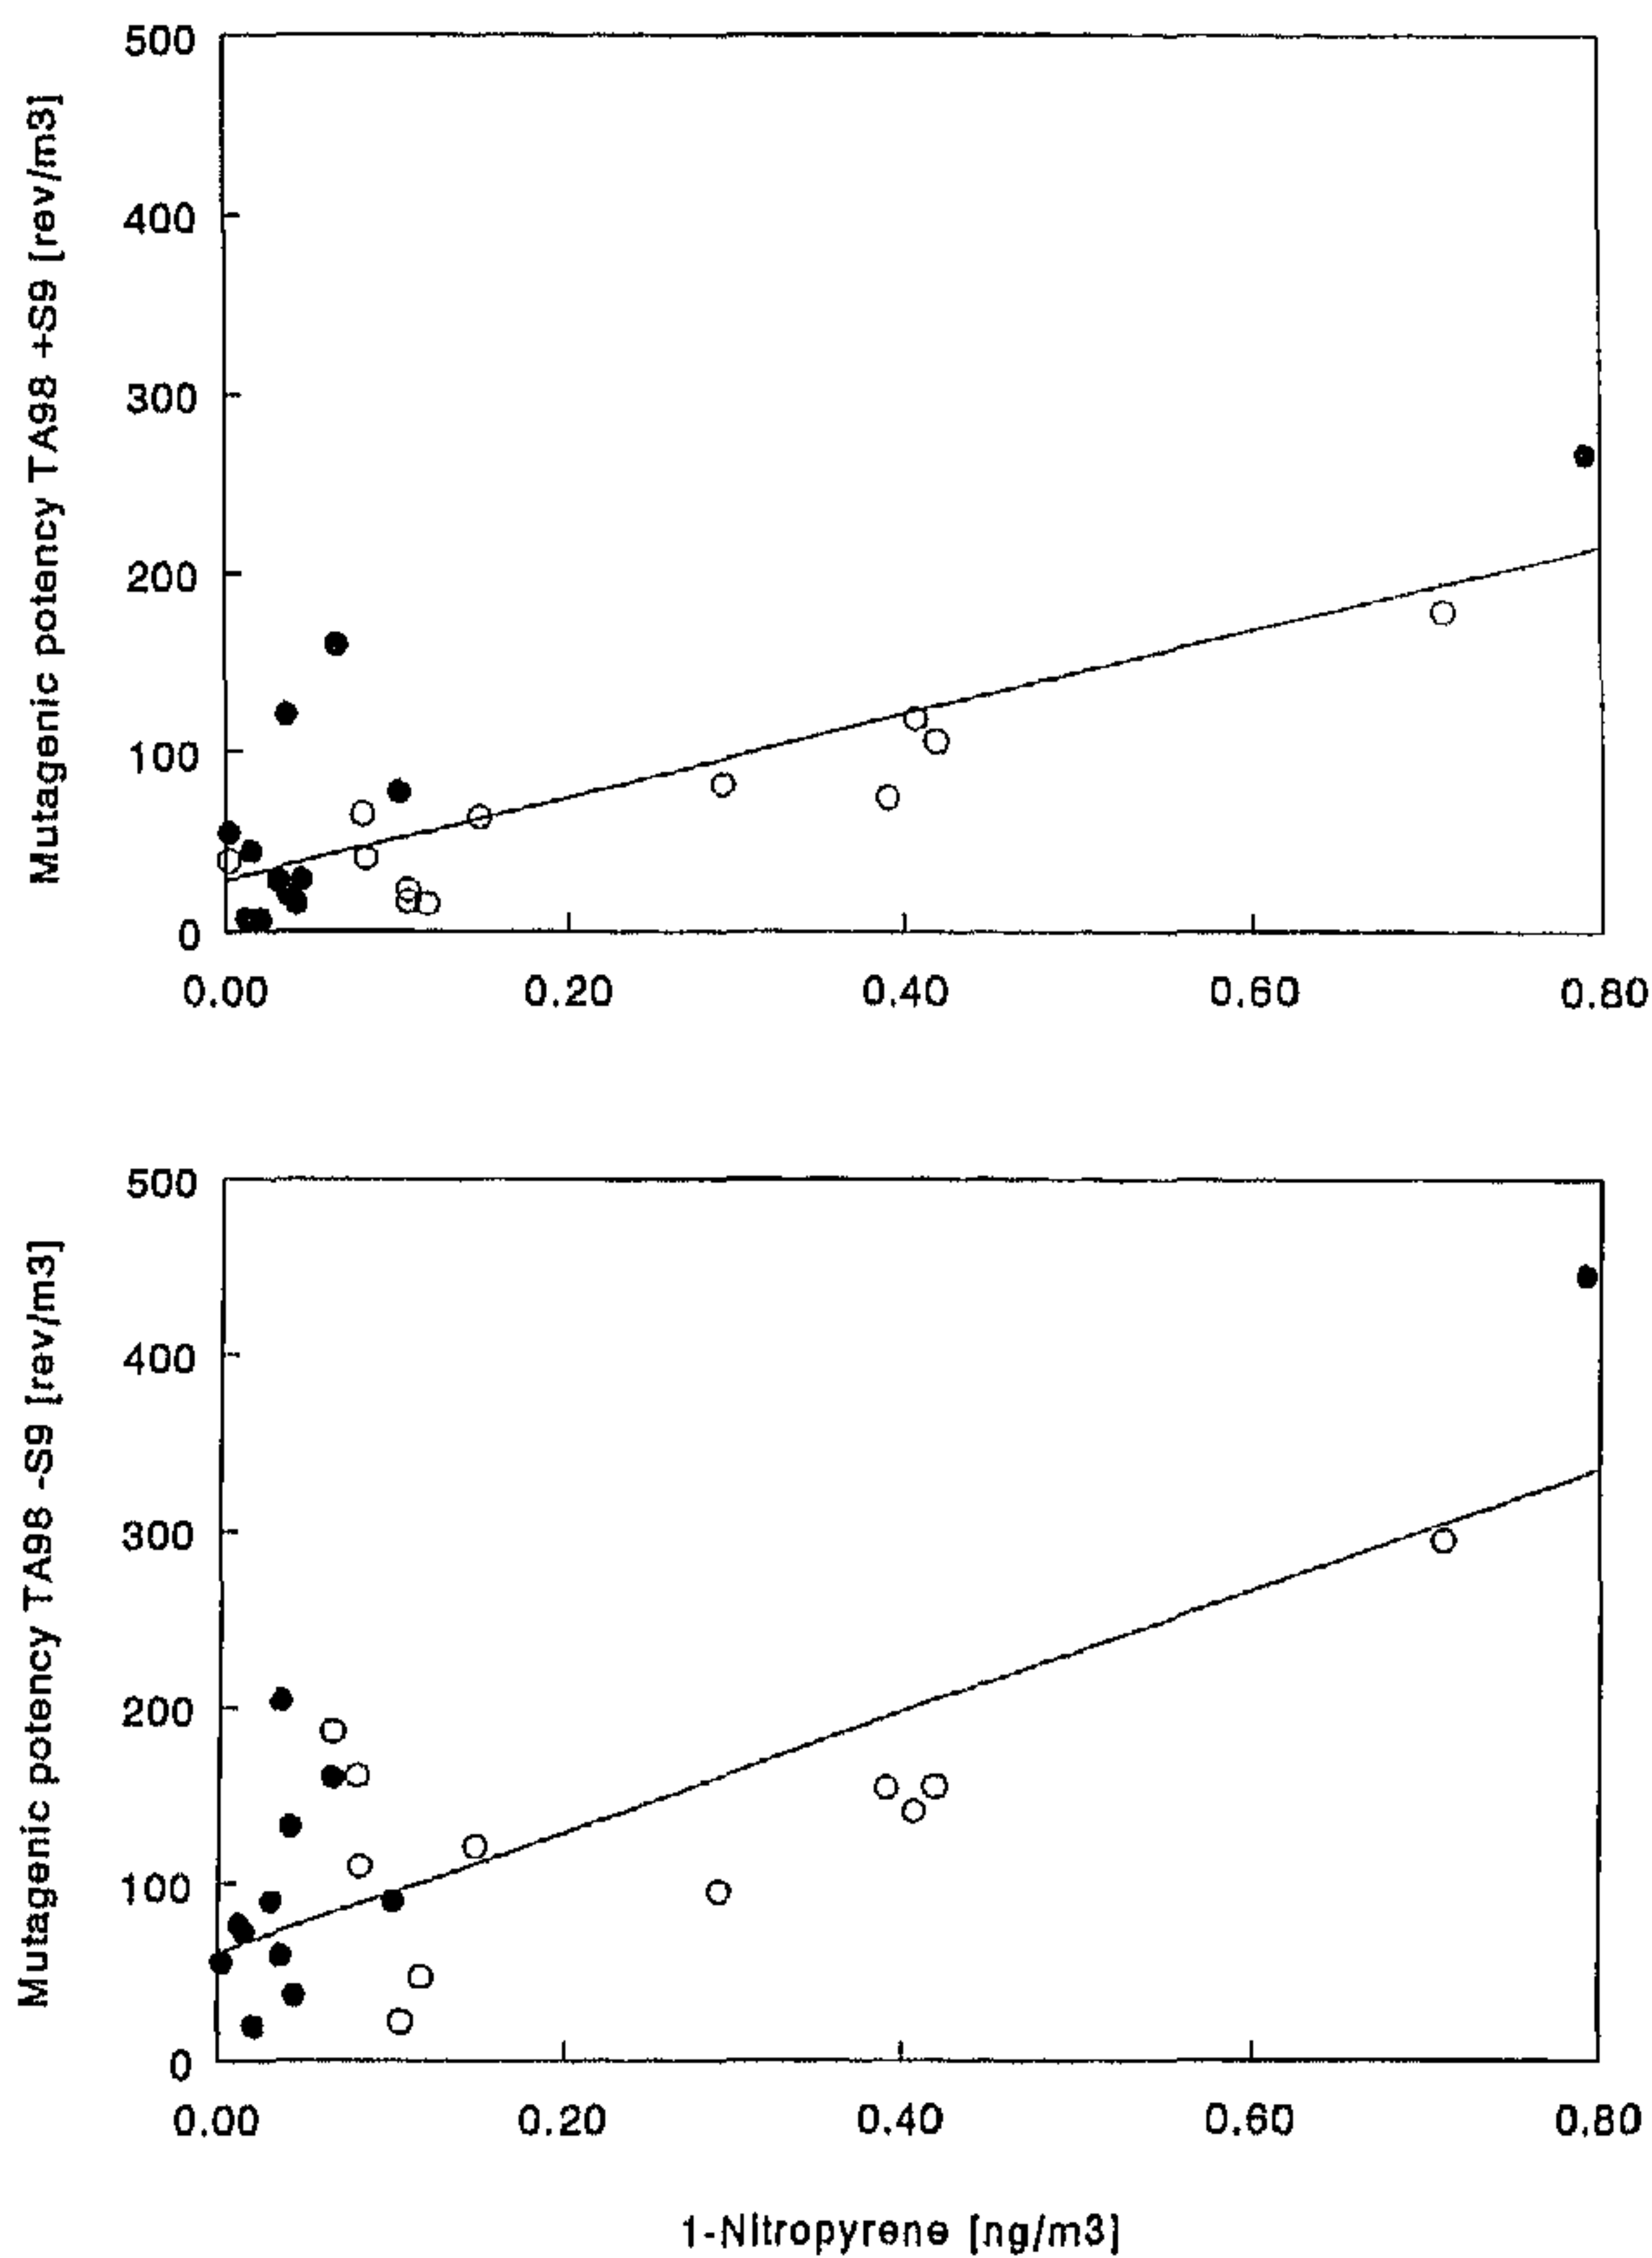 Mutagenic potency TA98 +S9 [rev/m3]
500
400
300
200
100
0
0.00 0.20 0.40 0.60 0.80
Mutagenic potency TA98 -S9 [rev/m3]
500
400
300
200
100
0
0.00 0.20 0.40 0.60 0.80
1-Nitropyrene [ng/m3]